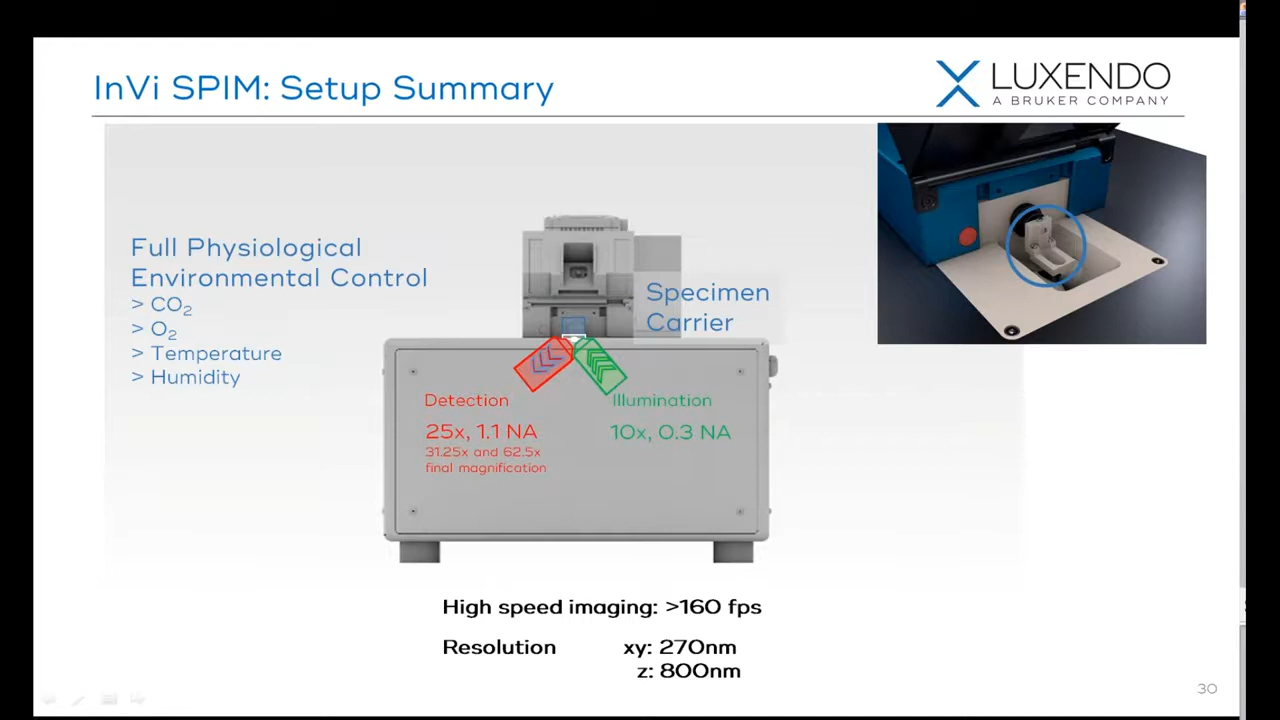 InVi SPIM: Setup Summary
LUXENDO
A BRUKER COMPANY
Full Physiological
Environmental Control
> CO₂
> O₂
> Temperature
> Humidity
Specimen
Carrier
Detection
25x, 1.1 NA
31.25x and 62.5x
final magnification
Illumination
10x, 0.3 NA
High speed imaging: >160 fps
Resolution xy: 270nm
z: 800nm
30